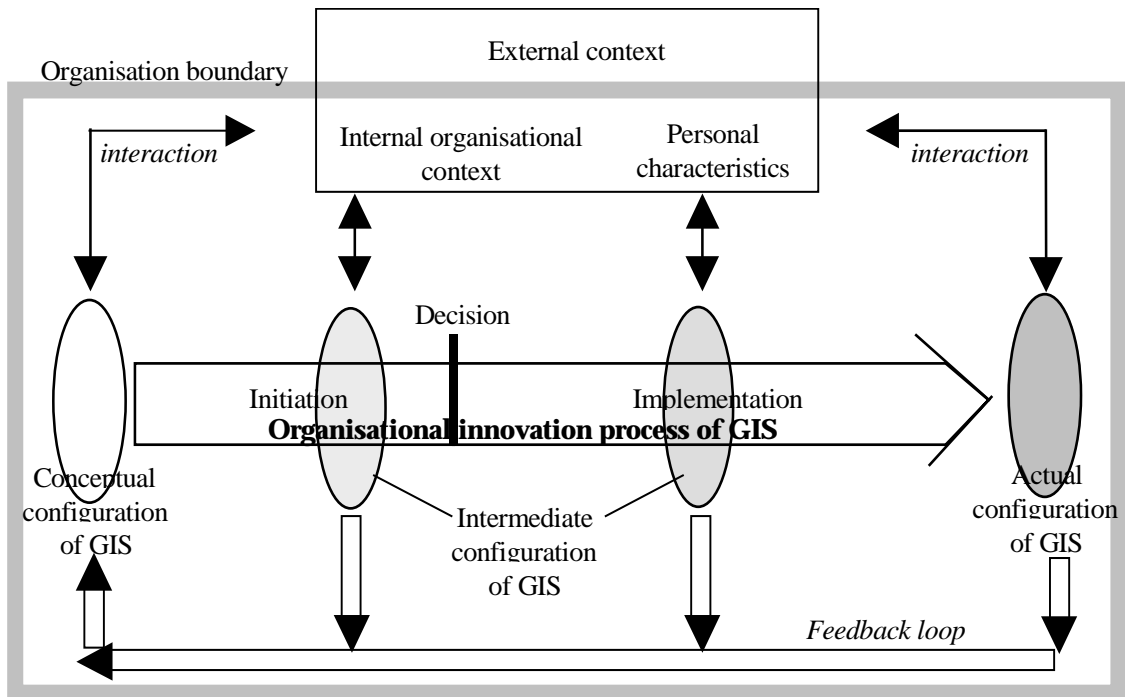 External context
Organisation boundary
Internal organisational
context
Personal
characteristics
interaction
interaction
Decision
Initiation
Implementation
Organisational innovation process of GIS
Conceptual
configuration
of GIS
Intermediate
configuration
of GIS
Actual
configuration
of GIS
Feedback loop